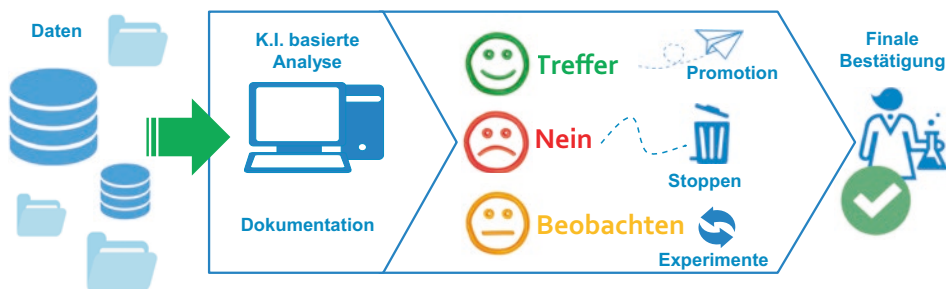 Daten
K.I. basierte
Analyse
Dokumentation
Treffer
Promotion
Nein
Stoppen
Beobachten
Experimente
Finale
Bestätigung